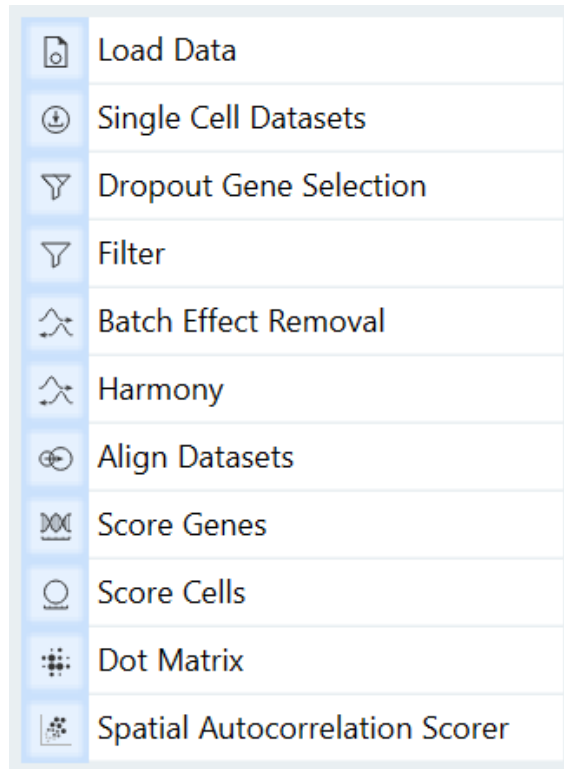 Load Data
Single Cell Datasets
Dropout Gene Selection
Filter
Batch Effect Removal
Harmony
Align Datasets
Score Genes
Score Cells
Dot Matrix
Spatial Autocorrelation Scorer